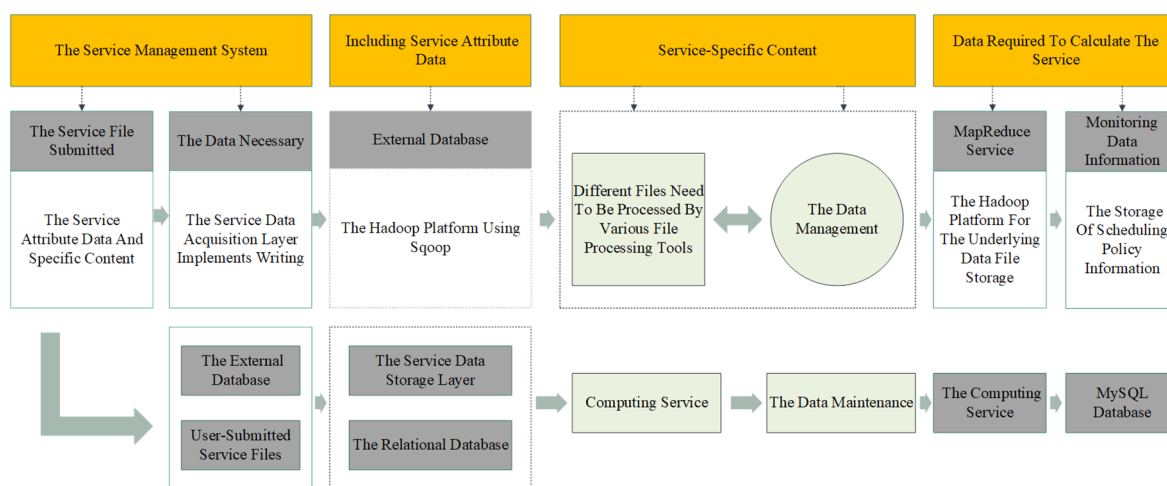 The Service Management System
Including Service Attribute
Data
Service-Specific Content
Data Required To Calculate The
Service
The Service File
Submitted
The Data Necessary
External Database
MapReduce
Service
Monitoring
Data
Information
The Service
Attribute Data And
Specific Content
The Service Data
Acquisition Layer
Implements Writing
The Hadoop Platform Using
Sqoop
Different Files Need
To Be Processed By
Various File
Processing Tools
The Data
Management
The Hadoop
Platform For
The Underlying
Data File
Storage
The Storage
Of Scheduling
Policy
Information
The External
Database
User-Submitted
Service Files
The Service Data
Storage Layer
The Relational Database
Computing Service
The Data Maintenance
The Computing
Service
MySQL
Database